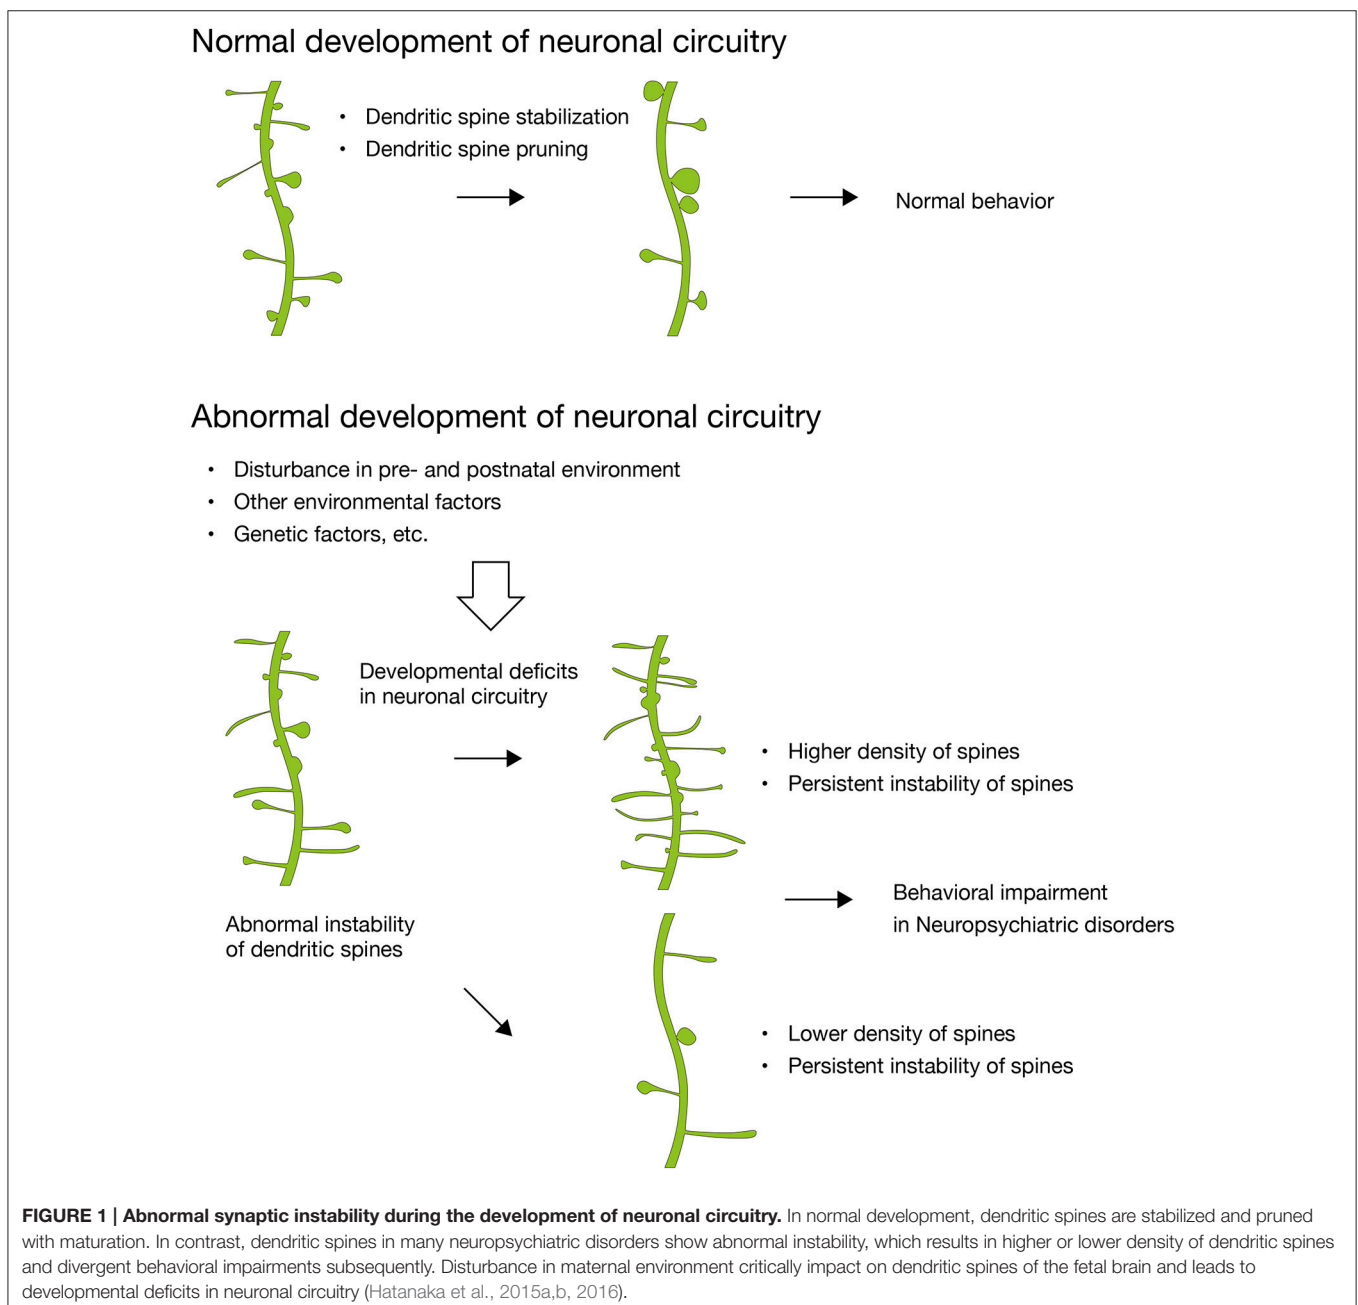 Normal development of neuronal circuitry
• Dendritic spine stabilization
• Dendritic spine pruning
Normal behavior
Abnormal development of neuronal circuitry
• Disturbance in pre- and postnatal environment
• Other environmental factors
• Genetic factors, etc.
Developmental deficits
in neuronal circuitry
• Higher density of spines
• Persistent instability of spines
Abnormal instability
of dendritic spines
Behavioral impairment
in Neuropsychiatric disorders
• Lower density of spines
• Persistent instability of spines
FIGURE 1 | Abnormal synaptic instability during the development of neuronal circuitry. In normal development, dendritic spines are stabilized and pruned
with maturation. In contrast, dendritic spines in many neuropsychiatric disorders show abnormal instability, which results in higher or lower density of dendritic spines
and divergent behavioral impairments subsequently. Disturbance in maternal environment critically impact on dendritic spines of the fetal brain and leads to
developmental deficits in neuronal circuitry (Hatanaka et al., 2015a,b, 2016).